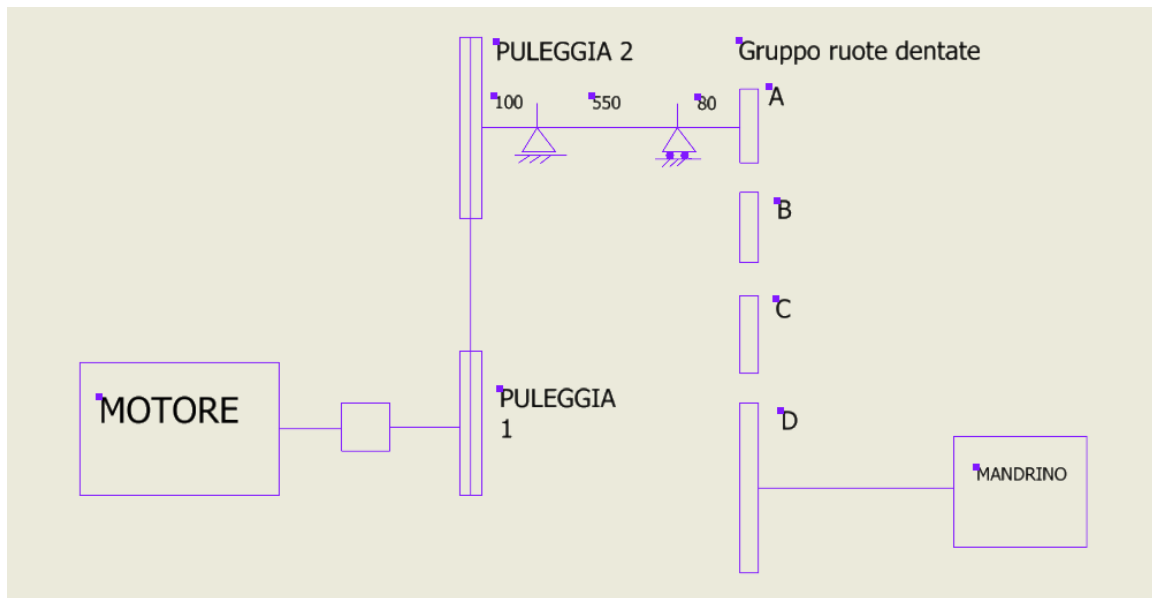 PULEGGIA 2
Gruppo ruote dentate
100
550
80
A
B
C
PULEGGIA
1
MOTORE
D
MANDRINO